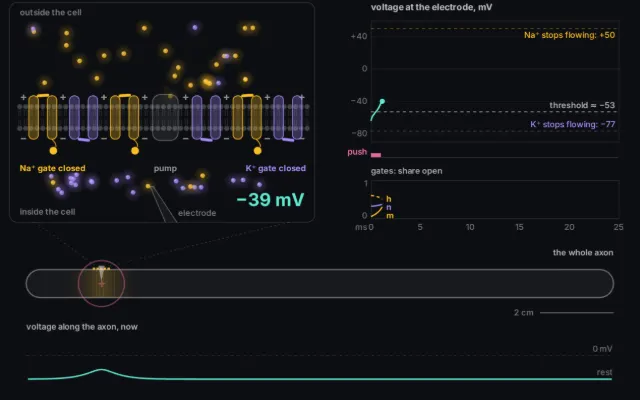 outside the cell
Na⁺ gate closed
pump
K⁺ gate closed
−39 mV
inside the cell
electrode
voltage at the electrode, mV
+40
0
−40
−80
Na⁺ stops flowing: +50
threshold ≈ −53
K⁺ stops flowing: −77
push
gates: share open
1
0
h
n
m
ms 0 5 10 15 20 25
the whole axon
2 cm
voltage along the axon, now
0 mV
rest